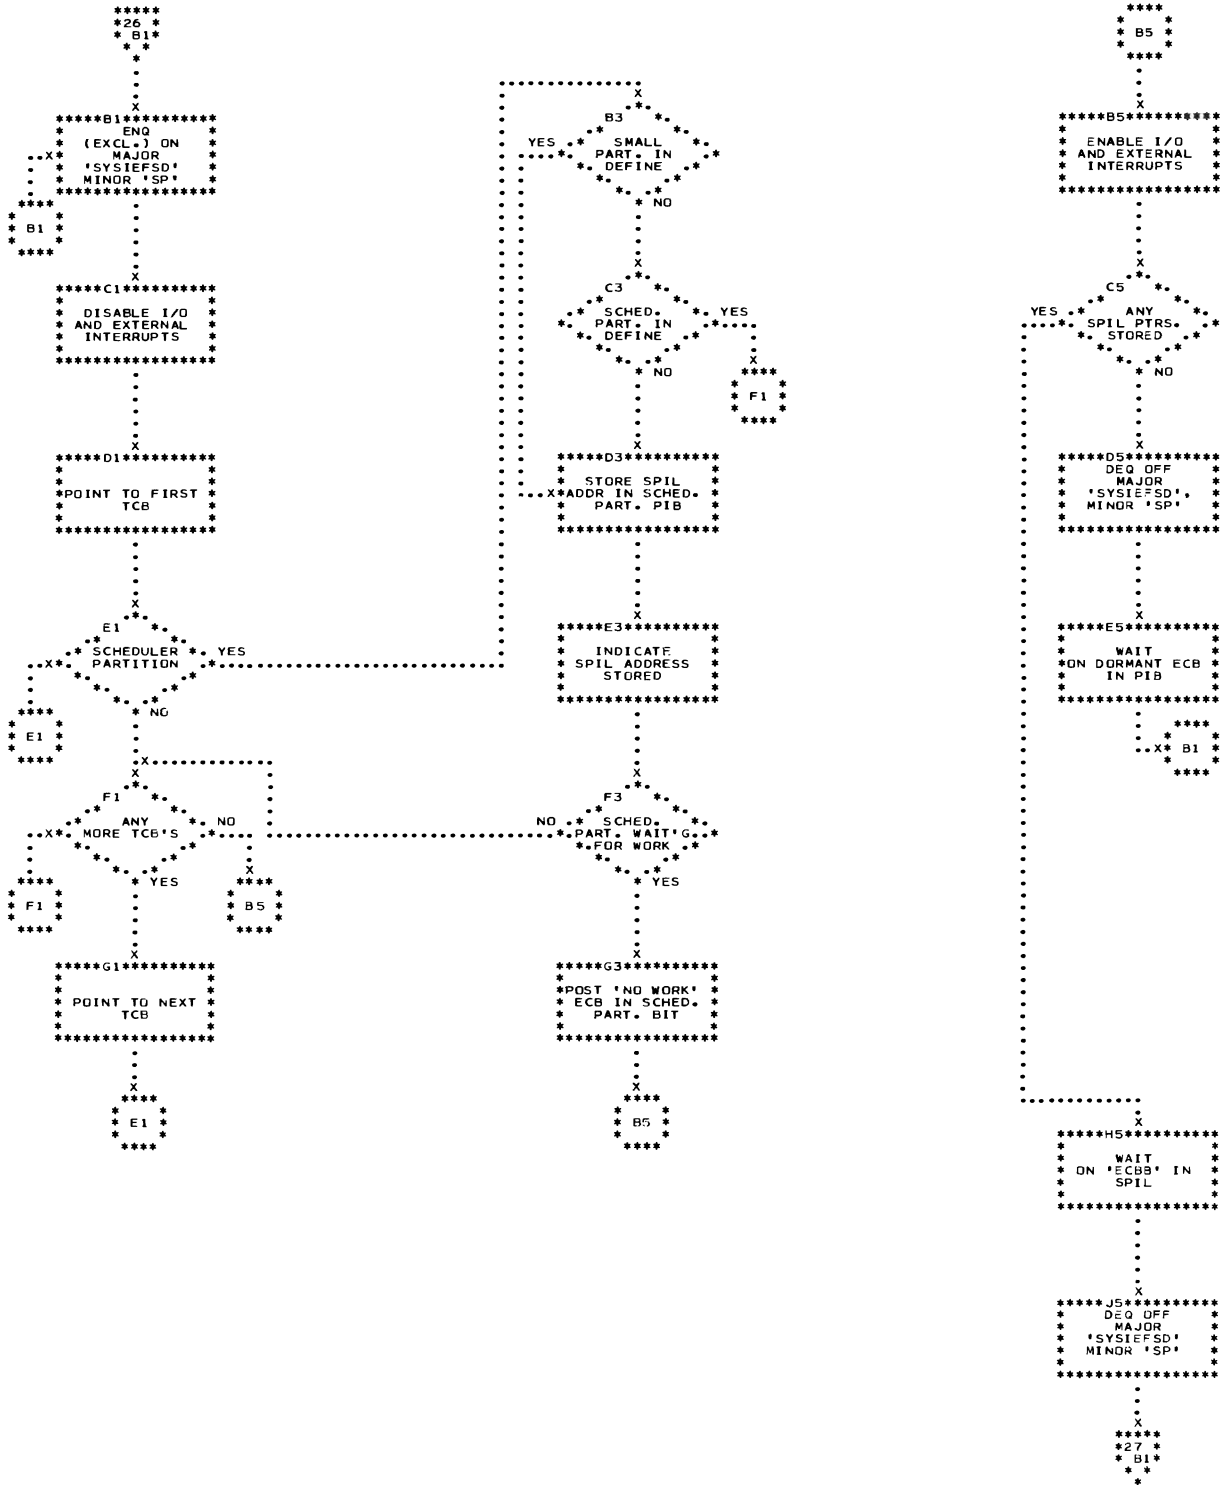 26
B1
B1
ENQ
(EXCL.) ON
MAJOR
'SYSIEFSD'
MINOR 'SP'
B1
C1
DISABLE I/O
AND EXTERNAL
INTERRUPTS
D1
POINT TO FIRST
TCB
E1
SCHEDULER
PARTITION
YES
NO
E1
F1
ANY
MORE TCB'S
NO
YES
F1
B5
G1
POINT TO NEXT
TCB
E1
B3
SMALL
PART. IN
DEFINE
YES
NO
C3
SCHED.
PART. IN
DEFINE
YES
NO
F1
D3
STORE SPIL
ADDR IN SCHED.
PART. PIB
E3
INDICATE
SPIL ADDRESS
STORED
F3
SCHED.
PART. WAIT'G
FOR WORK
NO
YES
G3
POST 'NO WORK'
ECB IN SCHED.
PART. BIT
B5
B5
B5
ENABLE I/O
AND EXTERNAL
INTERRUPTS
C5
ANY
SPIL PTRS.
STORED
YES
NO
D5
DEQ OFF
MAJOR
'SYSIEFSD',
MINOR 'SP'
E5
WAIT
ON DORMANT ECB
IN PIB
B1
H5
WAIT
ON 'ECBB' IN
SPIL
J5
DEQ OFF
MAJOR
'SYSIEFSD'
MINOR 'SP'
27
B1